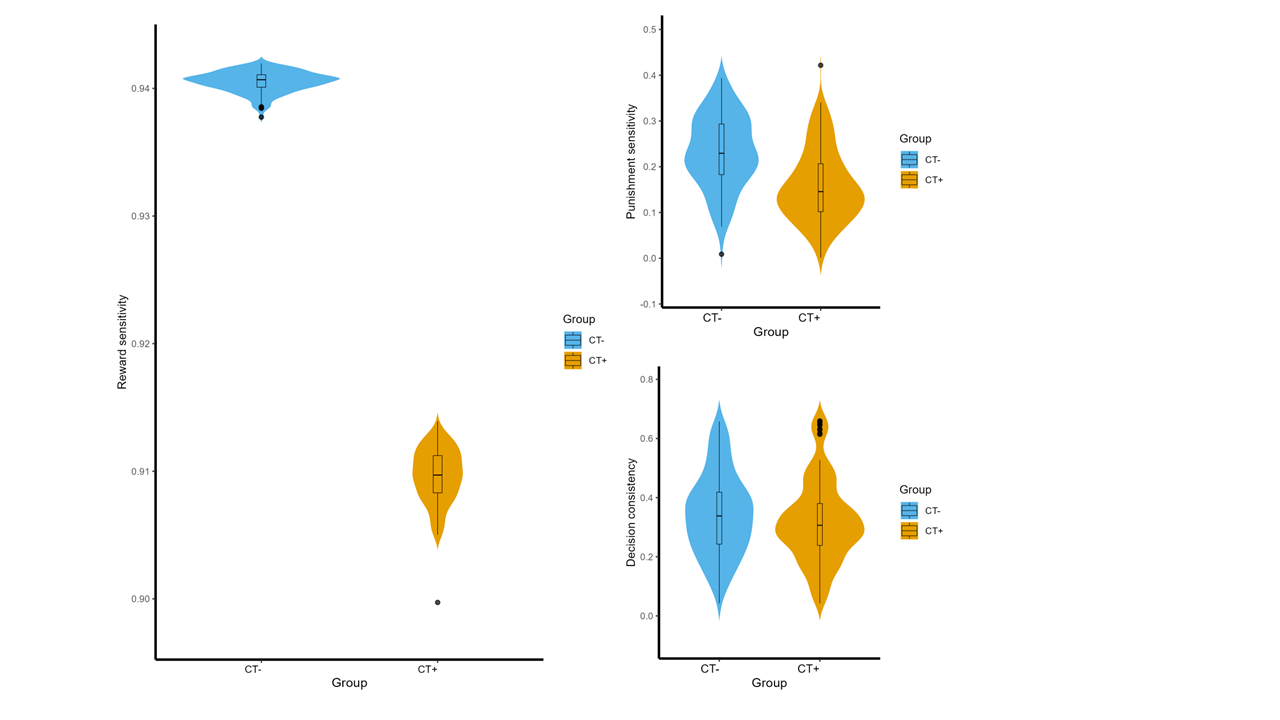 Reward sensitivity
0.94
0.93
0.92
0.91
0.90
CT-
CT+
Group
Group
CT-
CT+
Punishment sensitivity
0.5
0.4
0.3
0.2
0.1
0.0
-0.1
CT-
CT+
Group
Group
CT-
CT+
Decision consistency
0.8
0.6
0.4
0.2
0.0
CT-
CT+
Group
Group
CT-
CT+